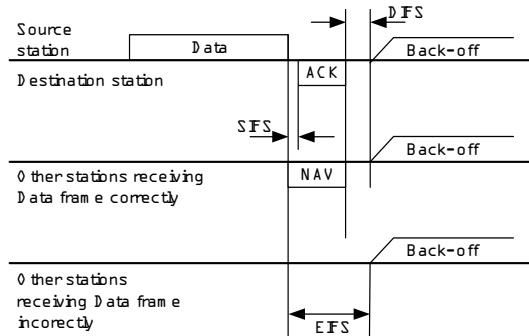 DIFS
Source
station
Data
Back-off
Destination station
ACK
SIFS
Back-off
Other stations receiving
Data frame correctly
NAV
Back-off
Other stations
receiving Data frame
incorrectly
EIFS